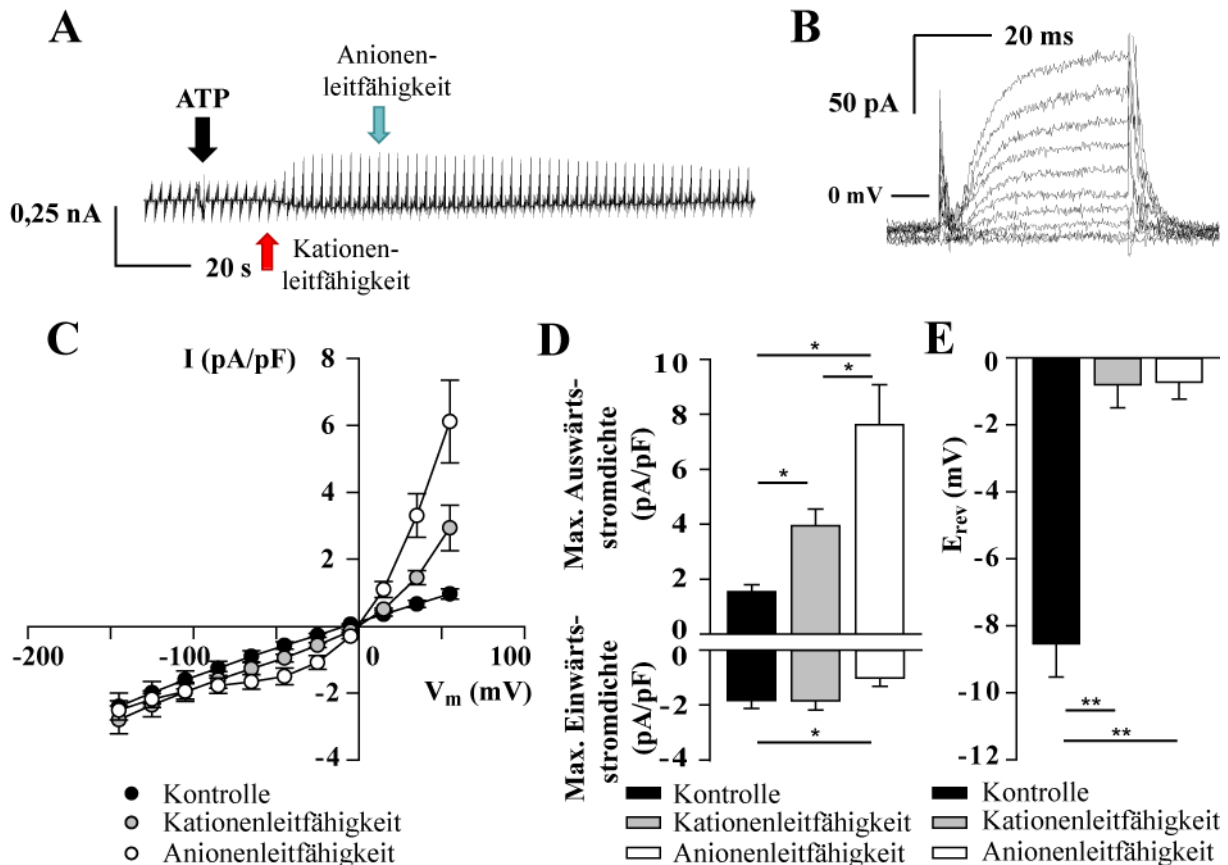 A
ATP
Anionen-
leitfähigkeit
0,25 nA
20 s
Kationen-
leitfähigkeit
B
20 ms
50 pA
0 mV
C
I (pA/pF)
8
6
4
2
-200
-100
0
100
-2
-4
V_m (mV)
Kontrolle
Kationenleitfähigkeit
Anionenleitfähigkeit
D
Max. Auswärts-
stromdichte
(pA/pF)
10
8
6
4
2
0
*
*
*
Max. Einwärts-
stromdichte
(pA/pF)
0
-2
-4
*
Kontrolle
Kationenleitfähigkeit
Anionenleitfähigkeit
E
E_rev (mV)
0
-2
-4
-6
-8
-10
-12
**
**
Kontrolle
Kationenleitfähigkeit
Anionenleitfähigkeit